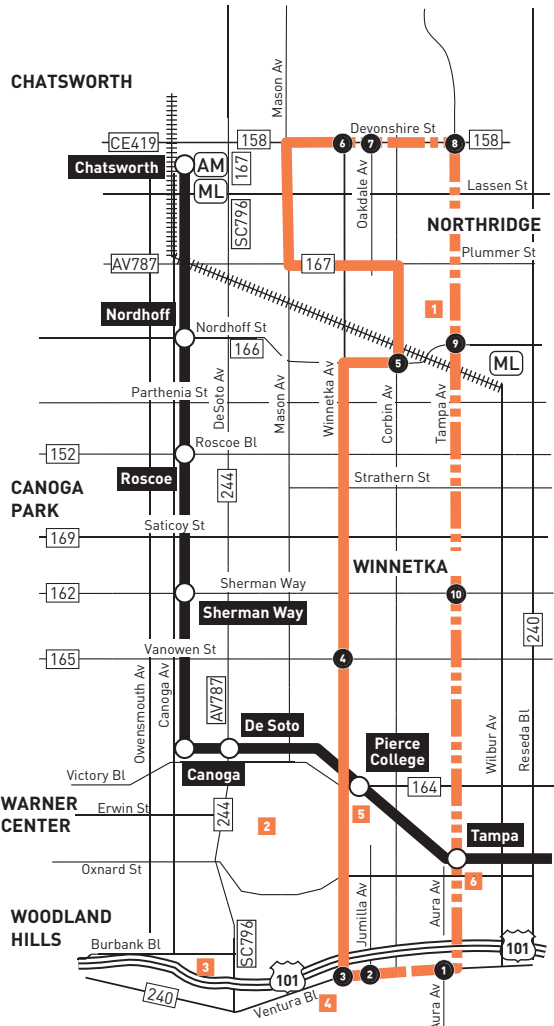 CHATSWORTH
Mason Av
CE419
158
6
7
Devonshire St
8
158
Chatsworth
AM
167
ML
SC796
Oakdale Av
Lassen St
NORTHRIDGE
AV787
167
Plummer St
Nordhoff
1
Nordhoff St
166
9
ML
5
Parthenia St
DeSoto Av
Mason Av
Winnetka Av
Corbin Av
Tampa Av
152
Roscoe Bl
Roscoe
244
Strathern St
CANOGA
PARK
Saticoy St
169
WINNETKA
162
Sherman Way
10
Sherman Way
240
165
Vanowen St
4
Owensmouth Av
Canoga Av
AV787
De Soto
Pierce
College
Wilbur Av
Reseda Bl
Canoga
Victory Bl
164
WARNER
CENTER
Erwin St
244
2
5
Tampa
Oxnard St
6
Jumilla Av
Aura Av
WOODLAND
HILLS
SC796
Burbank Bl
101
3
101
3
2
1
240
Ventura Bl
4
Aura Av